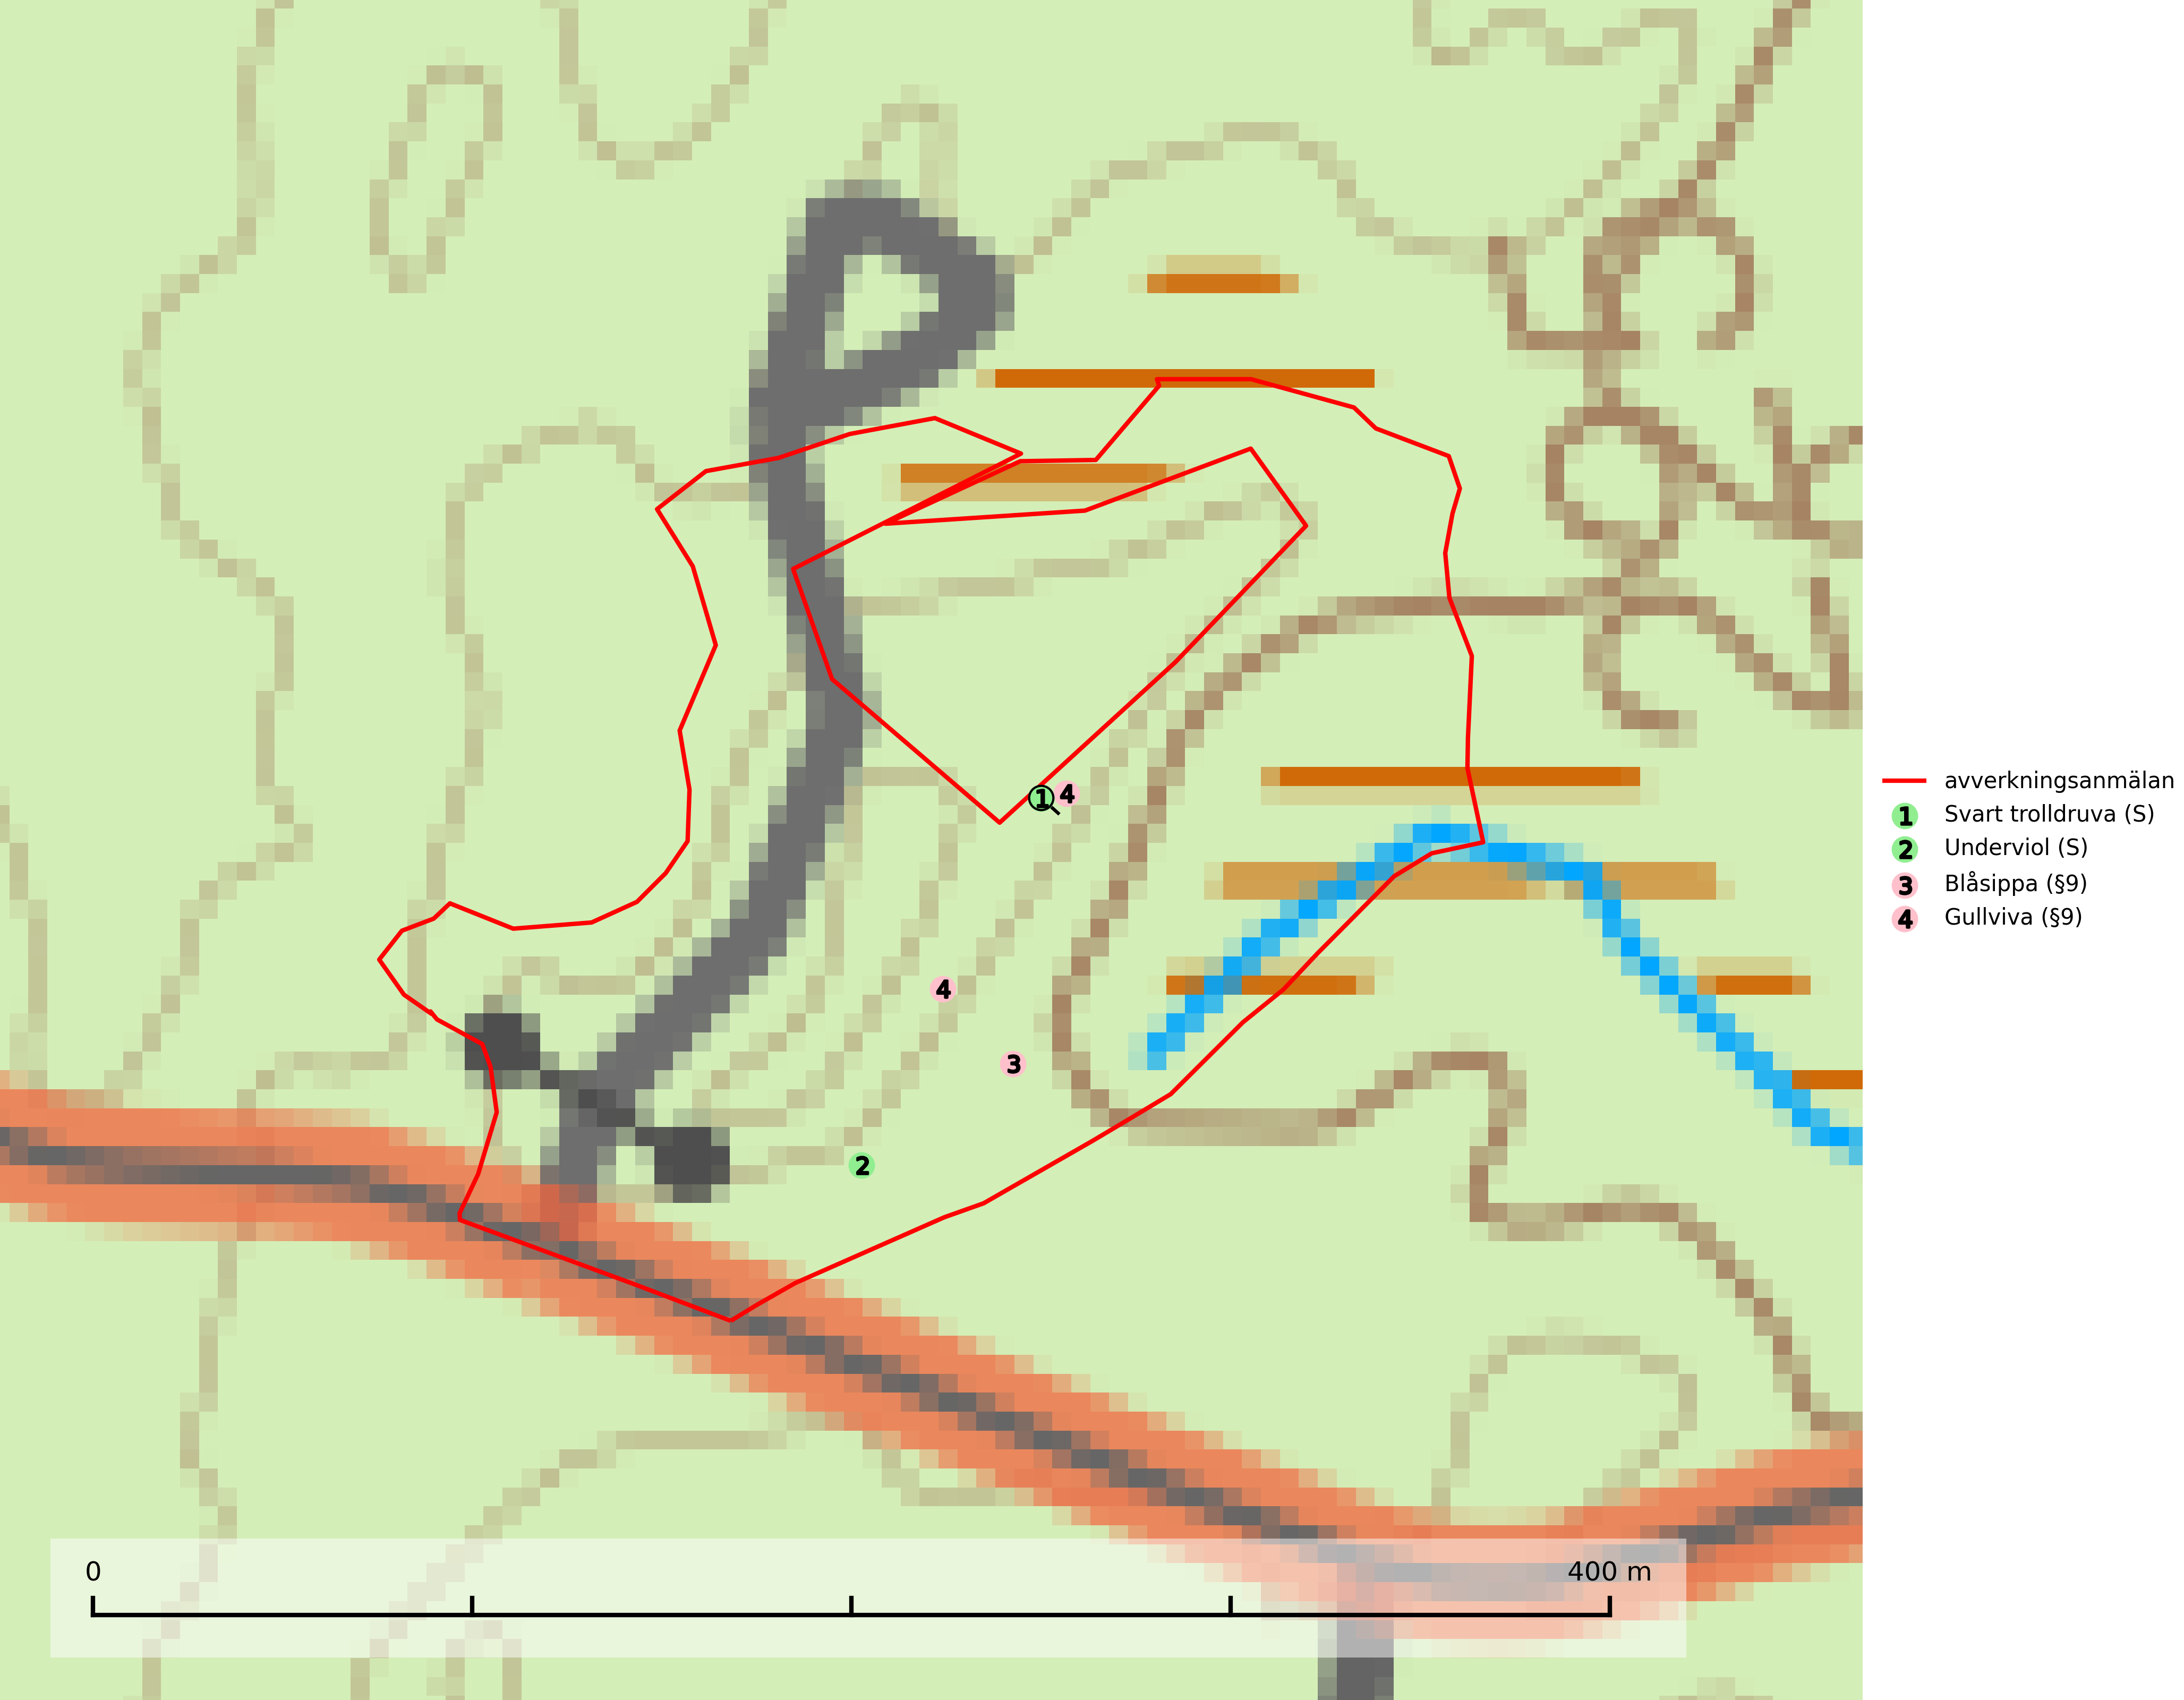 1 4
4
3
2
avverkningsanmälan
1 Svart trolldruva (S)
2 Underviol (S)
3 Blåsippa (§9)
4 Gullviva (§9)
0 400 m